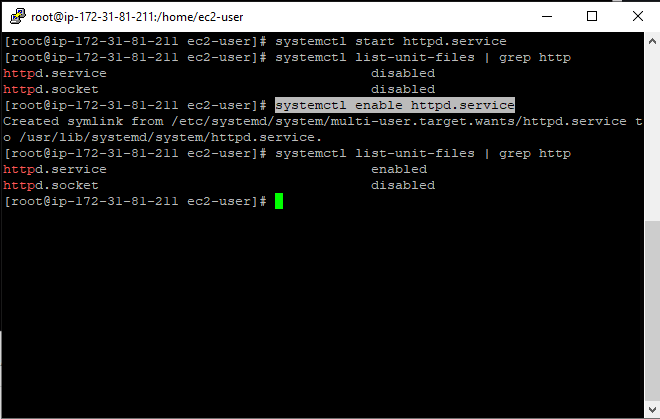 root@ip-172-31-81-211:/home/ec2-user
[root@ip-172-31-81-211 ec2-user]# systemctl start httpd.service
[root@ip-172-31-81-211 ec2-user]# systemctl list-unit-files | grep http
httpd.service                                 disabled
httpd.socket                                  disabled
[root@ip-172-31-81-211 ec2-user]# systemctl enable httpd.service
Created symlink from /etc/systemd/system/multi-user.target.wants/httpd.service t
o /usr/lib/systemd/system/httpd.service.
[root@ip-172-31-81-211 ec2-user]# systemctl list-unit-files | grep http
httpd.service                                 enabled
httpd.socket                                  disabled
[root@ip-172-31-81-211 ec2-user]#